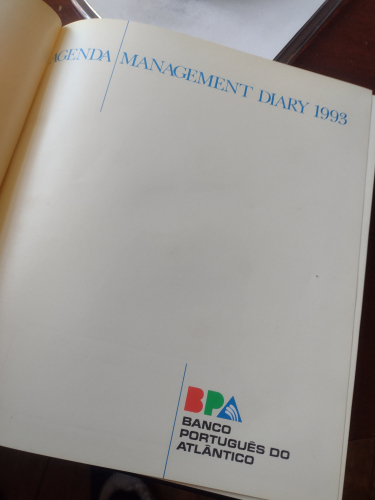 AGENDA MANAGEMENT DIARY 1993
BPA
BANCO
PORTUGUÊS DO
ATLÂNTICO